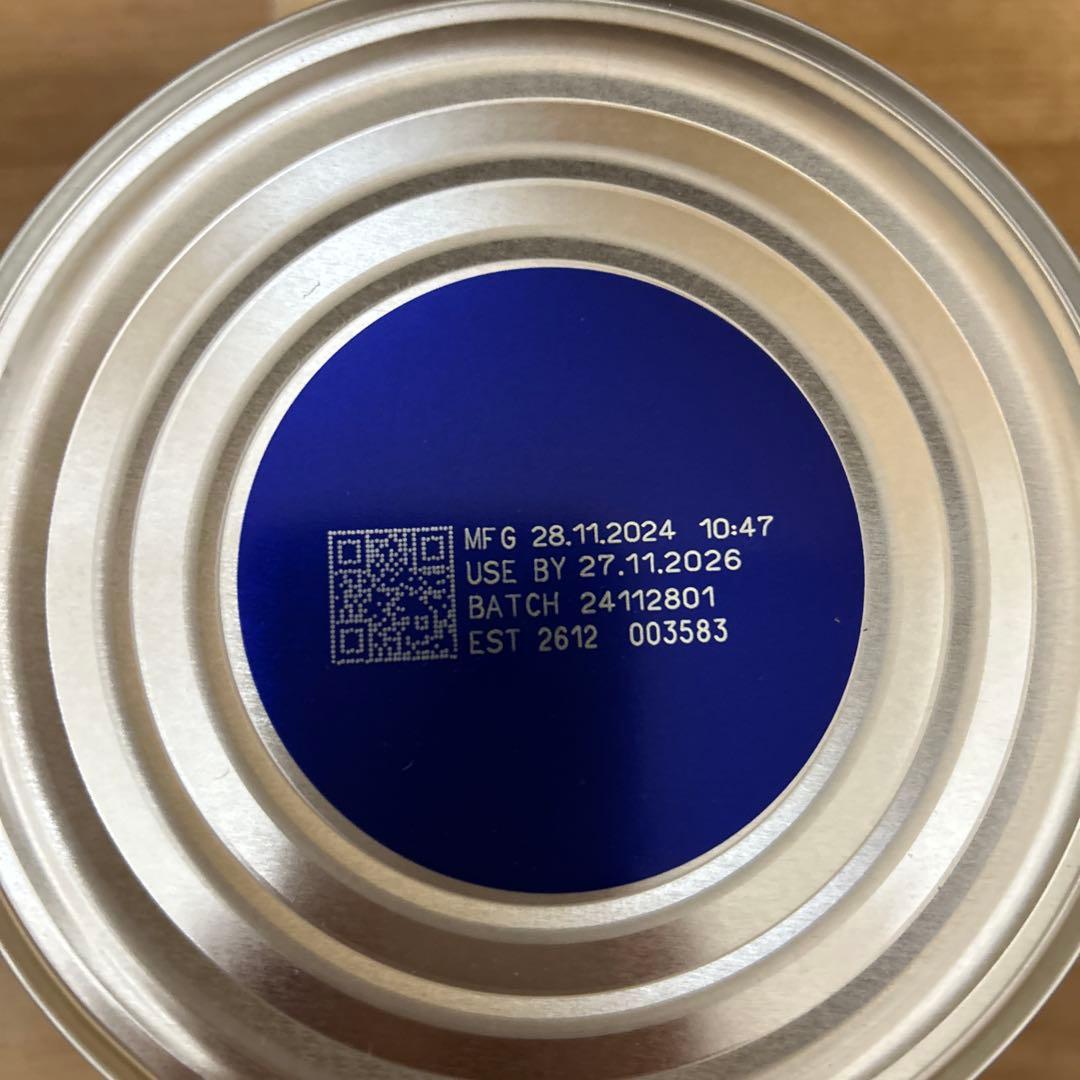 MFG 28.11.2024 10:47
USE BY 27.11.2026
BATCH 24112801
EST 2612 003583